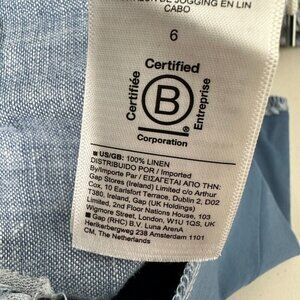 DE JOGGING EN LIN
CABO
6
Certified
Certifiée
B
®
Entreprise
Corporation
■ US/GB: 100% LINEN
DISTRIBUIDO POR / Imported
By/Importe Par / ΕΙΣΑΓΕΤΑΙ ΑΠΟ ΤΗΝ:
Gap Stores (Ireland) Limited c/o Arthur
Cox, 10 Earlsfort Terrace, Dublin 2, D02
T380, Ireland, Gap (UK Holdings)
Limited, 2nd Floor Nations House, 103
Wigmore Street, London, W1U 1QS, UK
■ Gap (RHC) B.V. Luna ArenA
Herikerbergweg 238 Amsterdam 1101
CM, The Netherlands